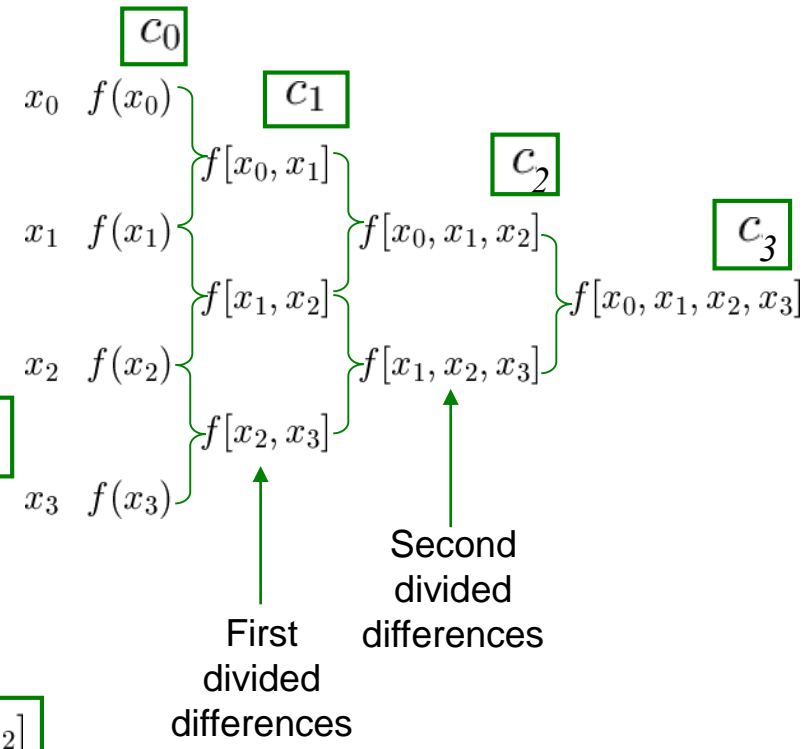 c₀
x₀ f(x₀)
c₁
f[x₀, x₁]
c₂
x₁ f(x₁)
f[x₀, x₁, x₂]
c₃
f[x₁, x₂]
f[x₀, x₁, x₂, x₃]
x₂ f(x₂)
f[x₁, x₂, x₃]
f[x₂, x₃]
x₃ f(x₃)
Second
divided
differences
First
divided
differences
₂]